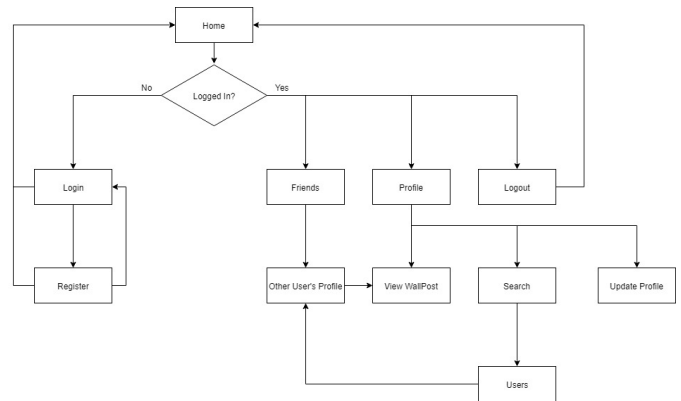 Home
Logged In?
No
Yes
Login
Friends
Profile
Logout
Register
Other User's Profile
View WallPost
Search
Update Profile
Users